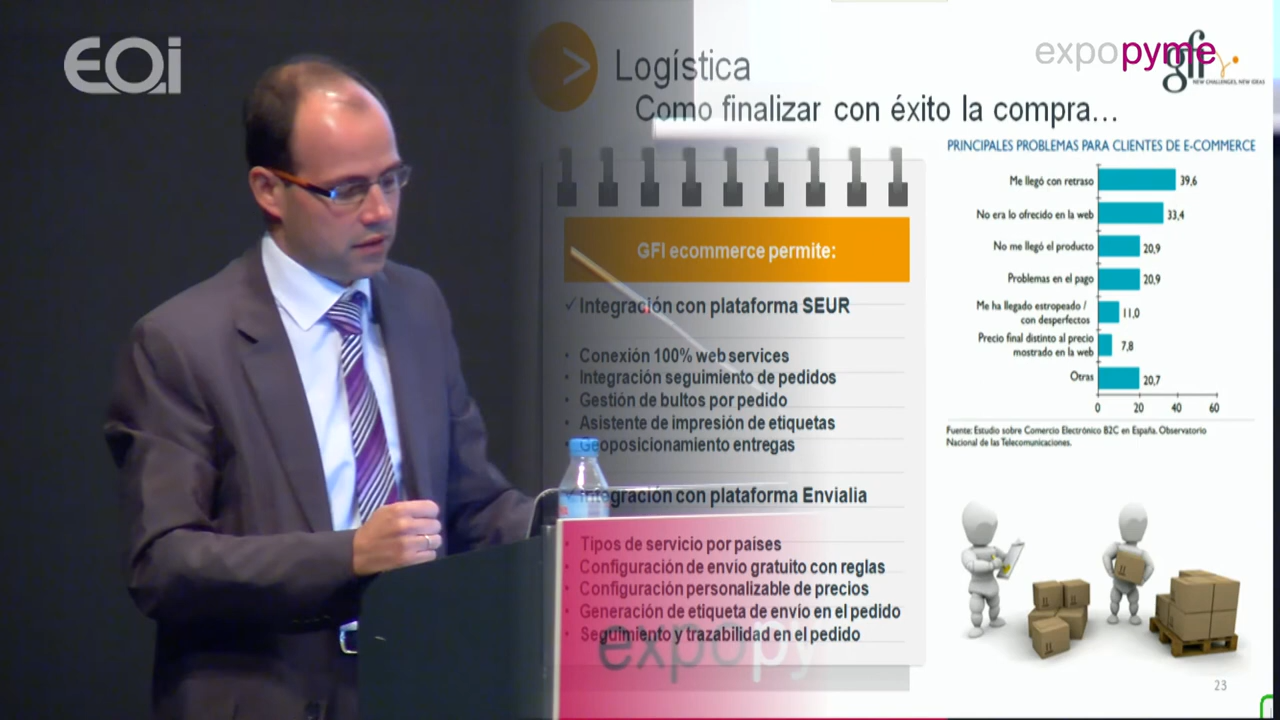 EOI
expopyme
gfi
NEW CHALLENGES, NEW IDEAS
Logística
Como finalizar con éxito la compra...
GFI ecommerce permite:
✓ Integración con plataforma SEUR
• Conexión 100% web services
• Integración seguimiento de pedidos
• Gestión de bultos por pedido
• Asistente de impresión de etiquetas
• Geoposicionamiento entregas
✓ Integración con plataforma Envialia
• Tipos de servicio por países
• Configuración de envío gratuito con reglas
• Configuración personalizable de precios
• Generación de etiqueta de envío en el pedido
• Seguimiento y trazabilidad en el pedido
expopy
PRINCIPALES PROBLEMAS PARA CLIENTES DE E-COMMERCE
Me llegó con retraso 39,6
No era lo ofrecido en la web 33,4
No me llegó el producto 20,9
Problemas en el pago 20,9
Me ha llegado estropeado /
con desperfectos 11,0
Precio final distinto al precio
mostrado en la web 7,8
Otras 20,7
0 20 40 60
Fuente: Estudio sobre Comercio Electrónico B2C en España. Observatorio
Nacional de las Telecomunicaciones.
23